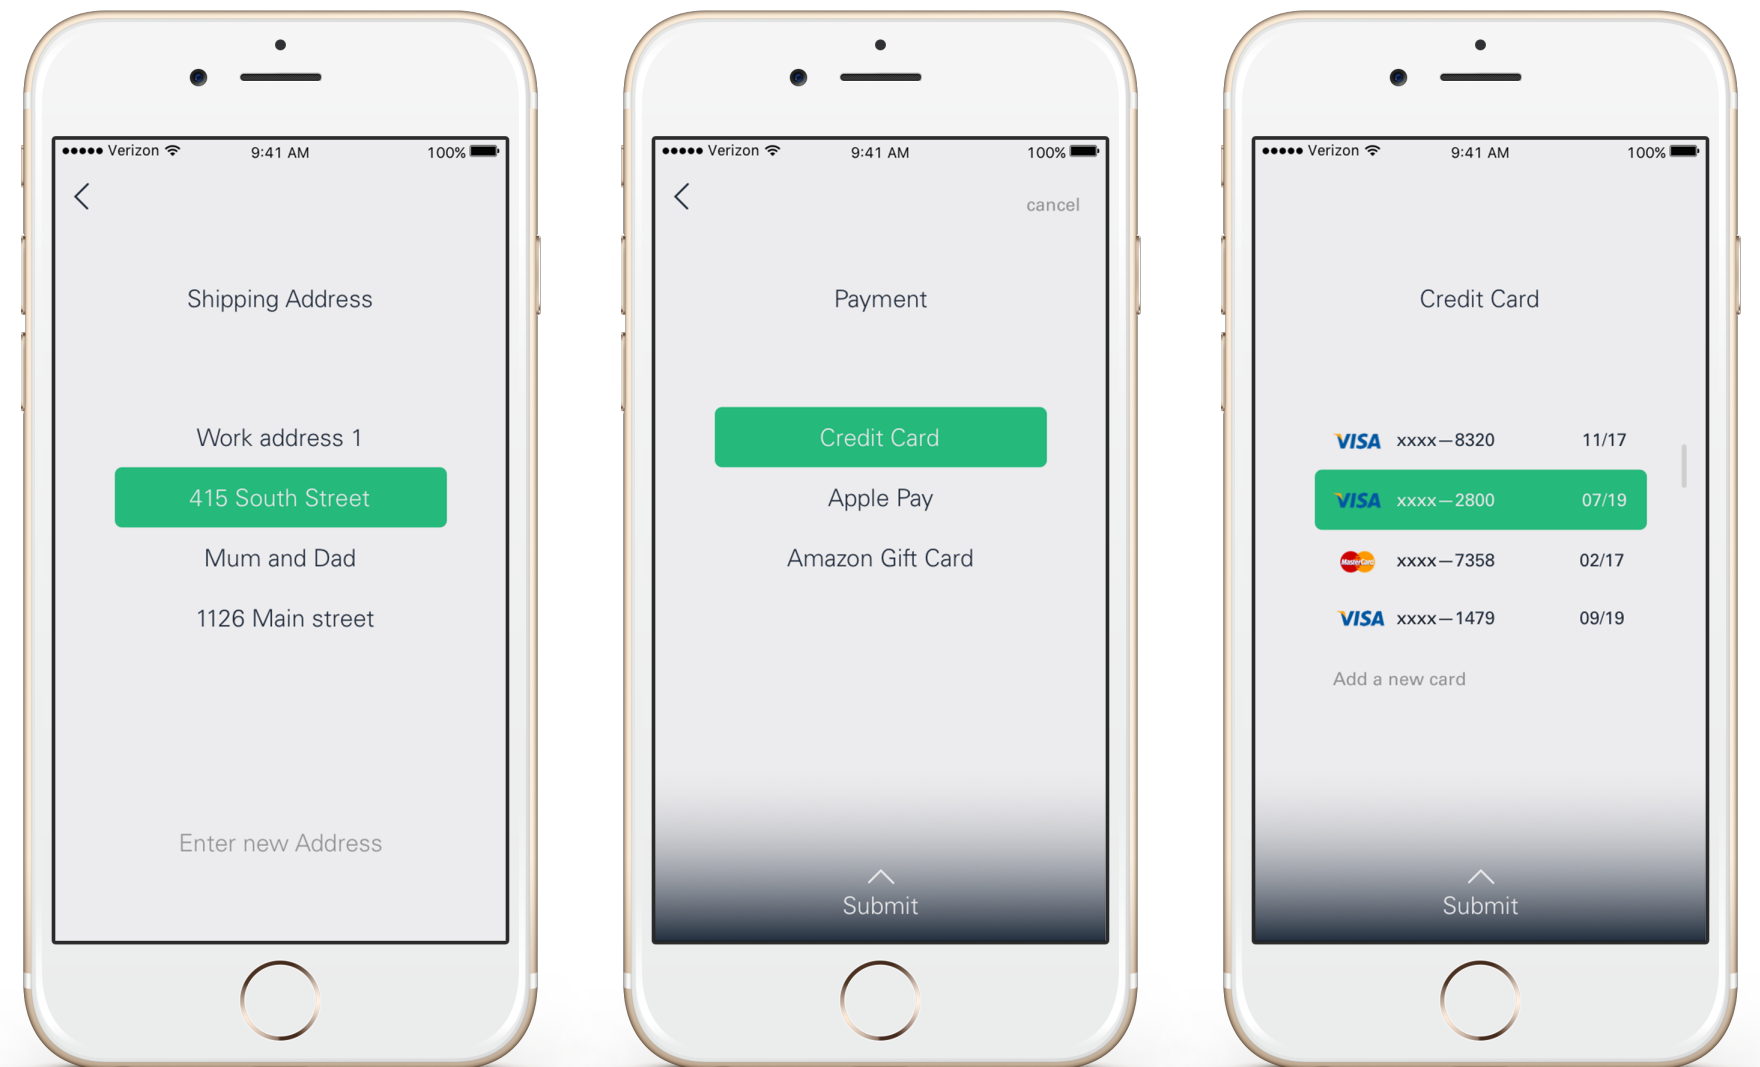 Verizon 9:41 AM 100%
Shipping Address
Work address 1
415 South Street
Mum and Dad
1126 Main street
Enter new Address
Verizon 9:41 AM 100%
cancel
Payment
Credit Card
Apple Pay
Amazon Gift Card
Submit
Verizon 9:41 AM 100%
Credit Card
VISA xxxx—8320 11/17
VISA xxxx—2800 07/19
MasterCard xxxx—7358 02/17
VISA xxxx—1479 09/19
Add a new card
Submit